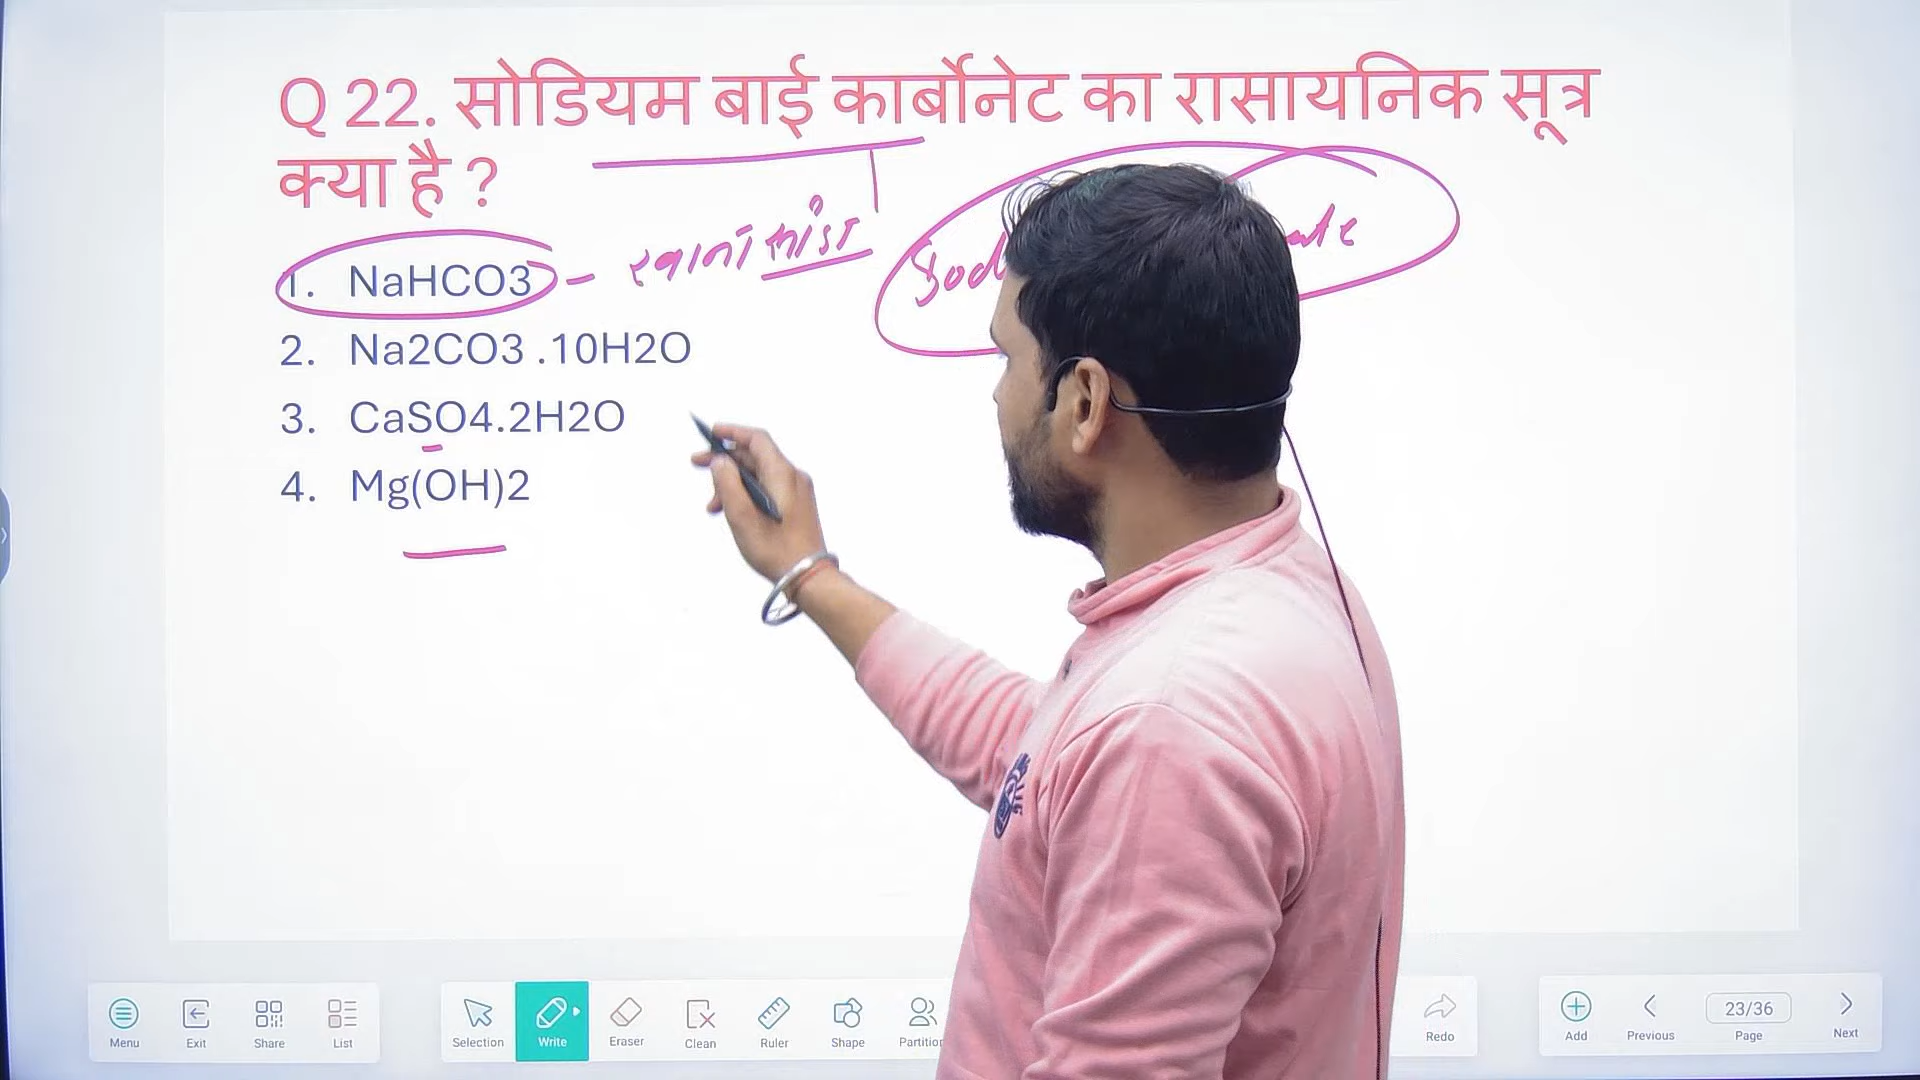 Q 22. सोडियम बाई कार्बोनेट का रासायनिक सूत्र
क्या है ?
1. NaHCO3 - खाना सोडा
2. Na2CO3 .10H2O
3. CaSO4.2H2O
4. Mg(OH)2
Menu Exit Share List Selection Write Eraser Clean Ruler Shape Redo Add Previous 23/36 Page Next